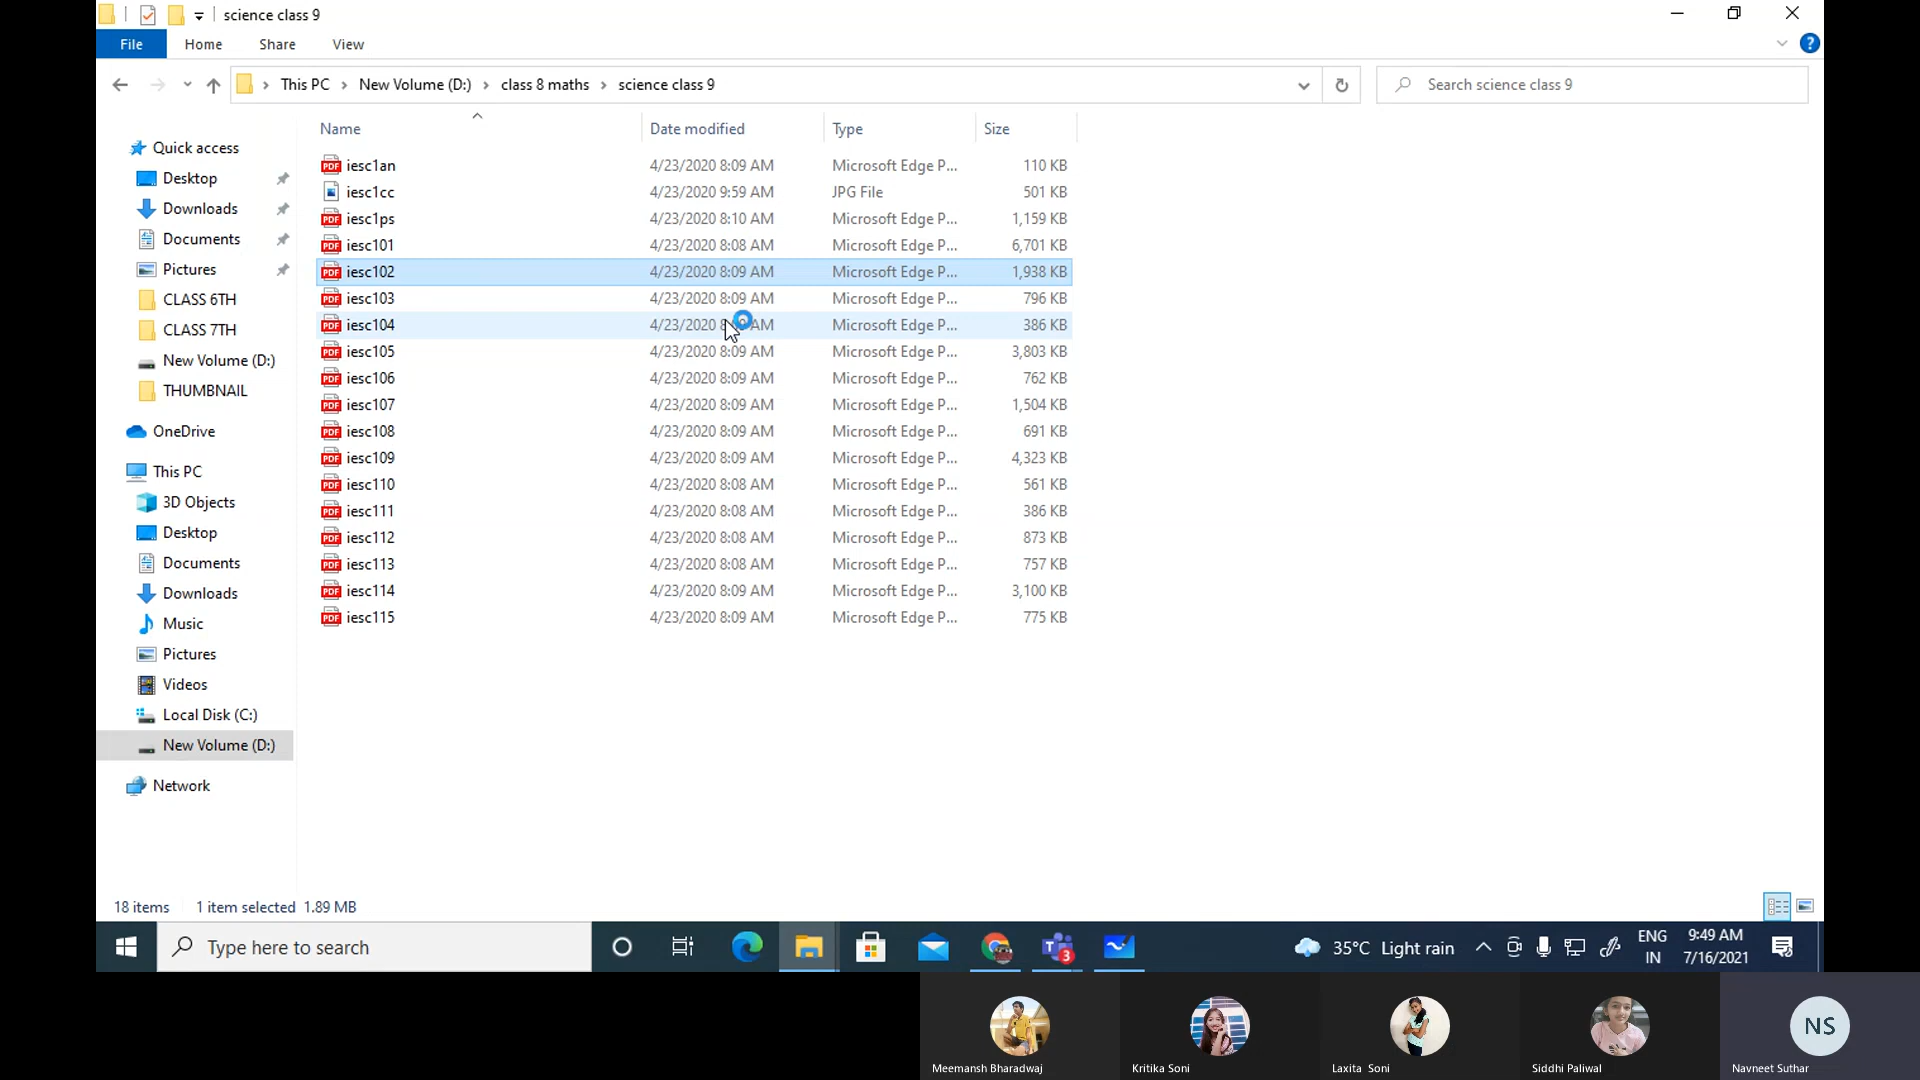 science class 9
File Home Share View
This PC New Volume (D:) class 8 maths science class 9
Search science class 9
Name Date modified Type Size
Quick access
Desktop
Downloads
Documents
Pictures
CLASS 6TH
CLASS 7TH
New Volume (D:)
THUMBNAIL
OneDrive
This PC
3D Objects
Desktop
Documents
Downloads
Music
Pictures
Videos
Local Disk (C:)
New Volume (D:)
Network
iesc1an 4/23/2020 8:09 AM Microsoft Edge P... 110 KB
iesc1cc 4/23/2020 9:59 AM JPG File 501 KB
iesc1ps 4/23/2020 8:10 AM Microsoft Edge P... 1,159 KB
iesc101 4/23/2020 8:08 AM Microsoft Edge P... 6,701 KB
iesc102 4/23/2020 8:09 AM Microsoft Edge P... 1,938 KB
iesc103 4/23/2020 8:09 AM Microsoft Edge P... 796 KB
iesc104 4/23/2020 AM Microsoft Edge P... 386 KB
iesc105 4/23/2020 8:09 AM Microsoft Edge P... 3,803 KB
iesc106 4/23/2020 8:09 AM Microsoft Edge P... 762 KB
iesc107 4/23/2020 8:09 AM Microsoft Edge P... 1,504 KB
iesc108 4/23/2020 8:09 AM Microsoft Edge P... 691 KB
iesc109 4/23/2020 8:09 AM Microsoft Edge P... 4,323 KB
iesc110 4/23/2020 8:08 AM Microsoft Edge P... 561 KB
iesc111 4/23/2020 8:08 AM Microsoft Edge P... 386 KB
iesc112 4/23/2020 8:08 AM Microsoft Edge P... 873 KB
iesc113 4/23/2020 8:08 AM Microsoft Edge P... 757 KB
iesc114 4/23/2020 8:09 AM Microsoft Edge P... 3,100 KB
iesc115 4/23/2020 8:09 AM Microsoft Edge P... 775 KB
18 items 1 item selected 1.89 MB
Type here to search
3
35°C Light rain
ENG
IN
9:49 AM
7/16/2021
NS
Meemansh Bharadwaj Kritika Soni Laxita Soni Siddhi Paliwal Navneet Suthar